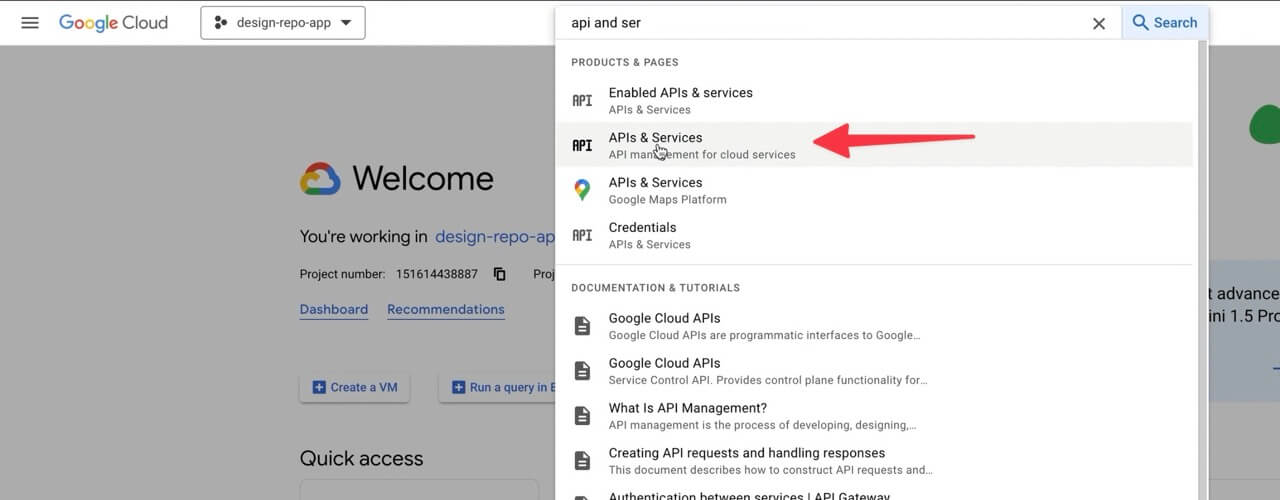 Google Cloud
design-repo-app
api and ser
Search
PRODUCTS & PAGES
API
Enabled APIs & services
APIs & Services
API
APIs & Services
API management for cloud services
APIs & Services
Google Maps Platform
API
Credentials
APIs & Services
DOCUMENTATION & TUTORIALS
Google Cloud APIs
Google Cloud APIs are programmatic interfaces to Google...
Google Cloud APIs
Service Control API. Provides control plane functionality for...
What Is API Management?
API management is the process of developing, designing,...
Creating API requests and handling responses
This document describes how to construct API requests and...
Authentication between services | API Gateway
Welcome
You're working in design-repo-ap
Project number: 151614438887
Proj
Dashboard
Recommendations
Create a VM
Run a query in B
Quick access
t advance
ini 1.5 Pro